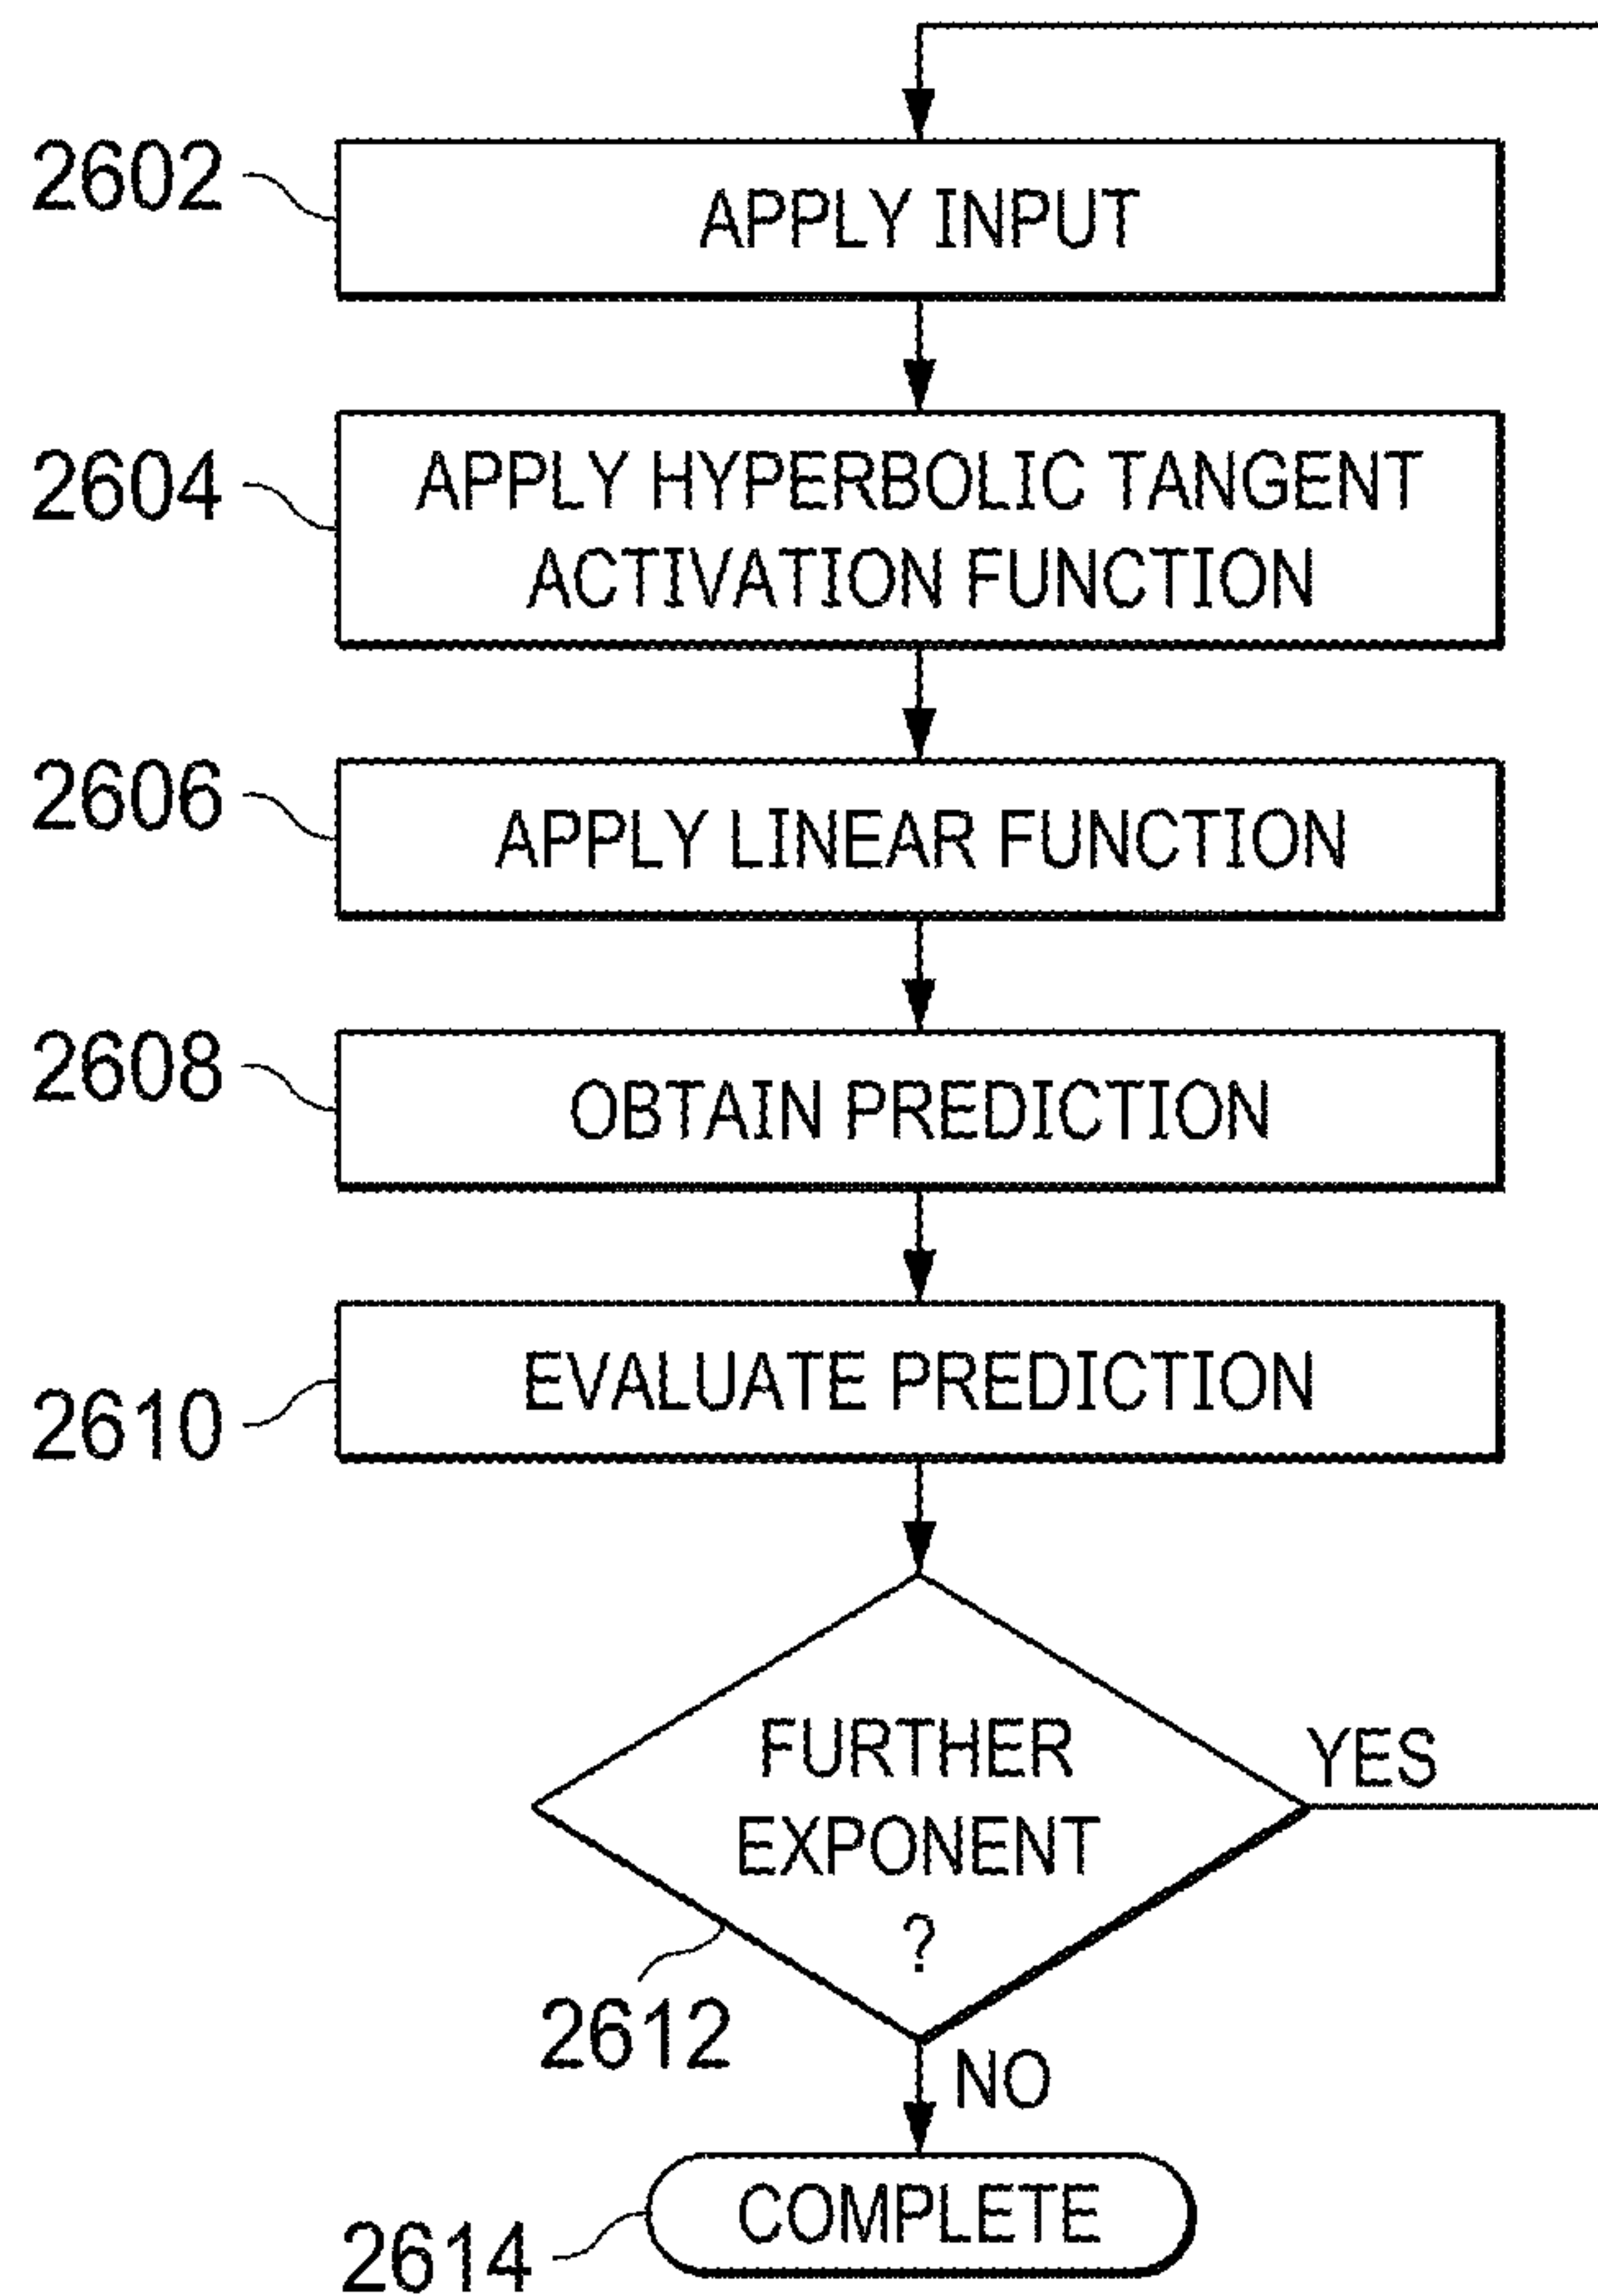 2602
APPLY INPUT
2604
APPLY HYPERBOLIC TANGENT
ACTIVATION FUNCTION
2606
APPLY LINEAR FUNCTION
2608
OBTAIN PREDICTION
2610
EVALUATE PREDICTION
FURTHER
EXPONENT
?
YES
2612
NO
COMPLETE
2614